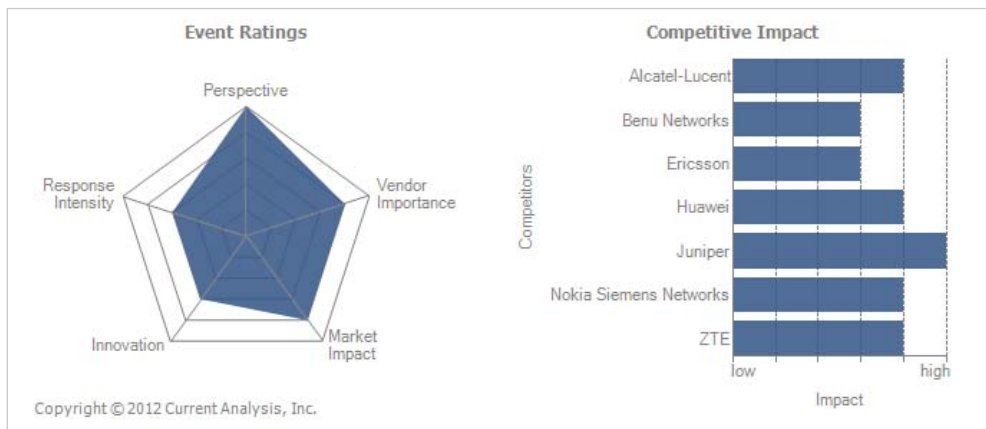 Event Ratings
Perspective
Response
Intensity
Vendor
Importance
Innovation
Market
Impact
Copyright © 2012 Current Analysis, Inc.
Competitive Impact
Competitors
Alcatel-Lucent
Benu Networks
Ericsson
Huawei
Juniper
Nokia Siemens Networks
ZTE
low
high
Impact